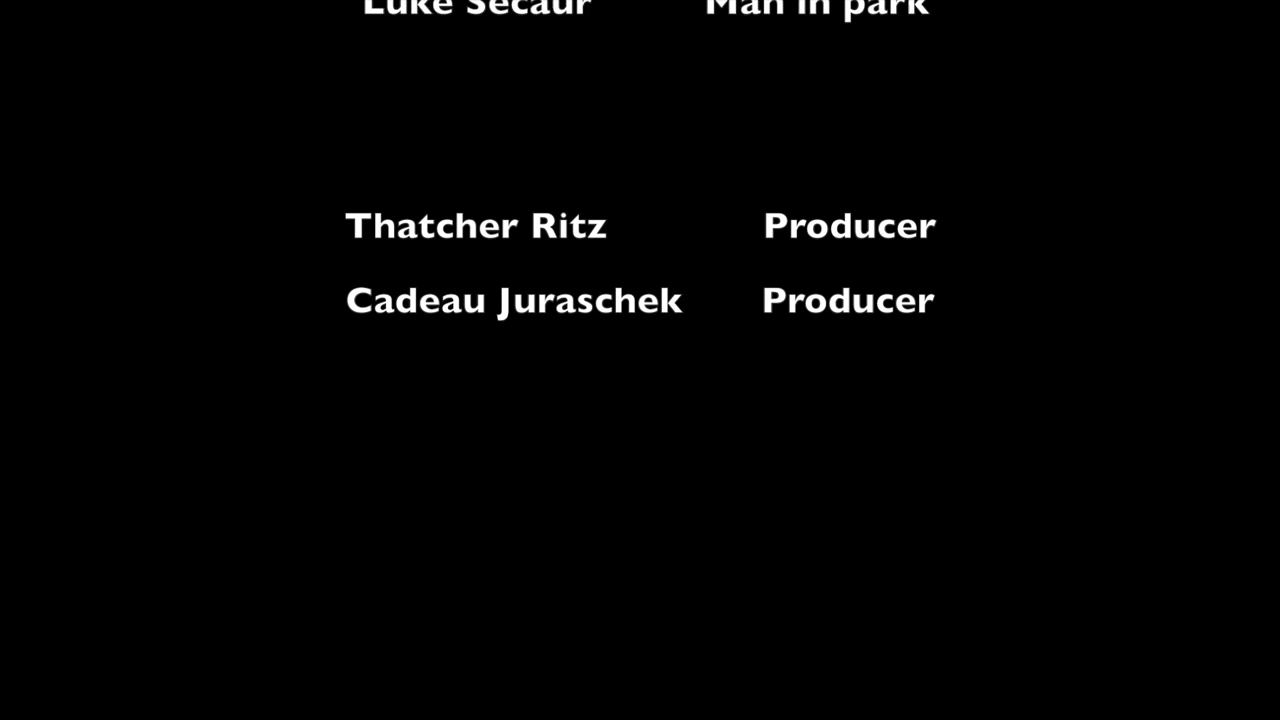 Luke Secaur Man in park
Thatcher Ritz Producer
Cadeau Juraschek Producer